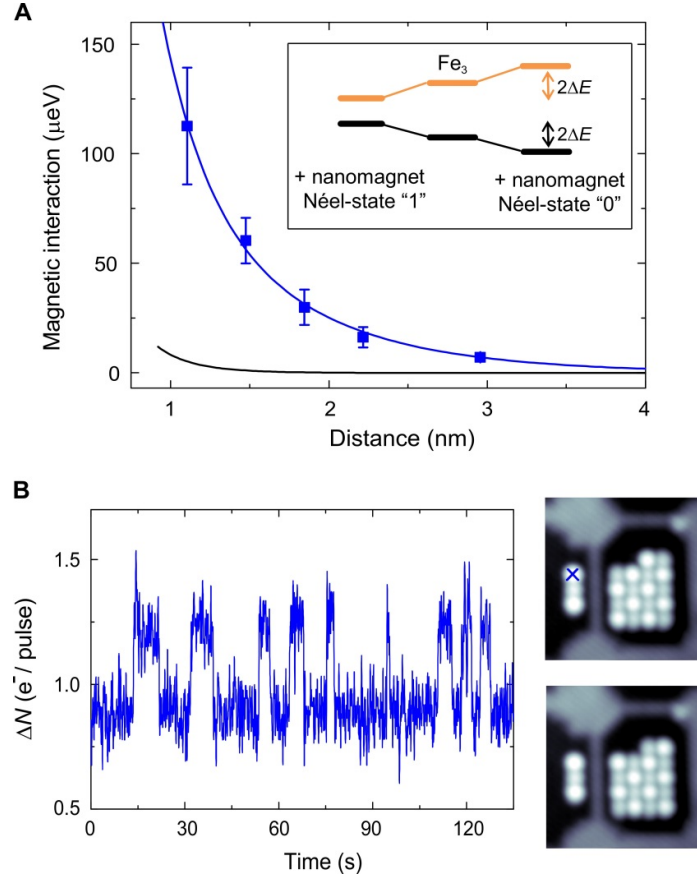 A
Magnetic interaction (µeV)
150
100
50
0
1
2
3
4
Distance (nm)
Fe₃
2ΔE
2ΔE
+ nanomagnet
Néel-state “1”
+ nanomagnet
Néel-state “0”
B
ΔN (e⁻/ pulse)
1.5
1.0
0.5
0
30
60
90
120
Time (s)